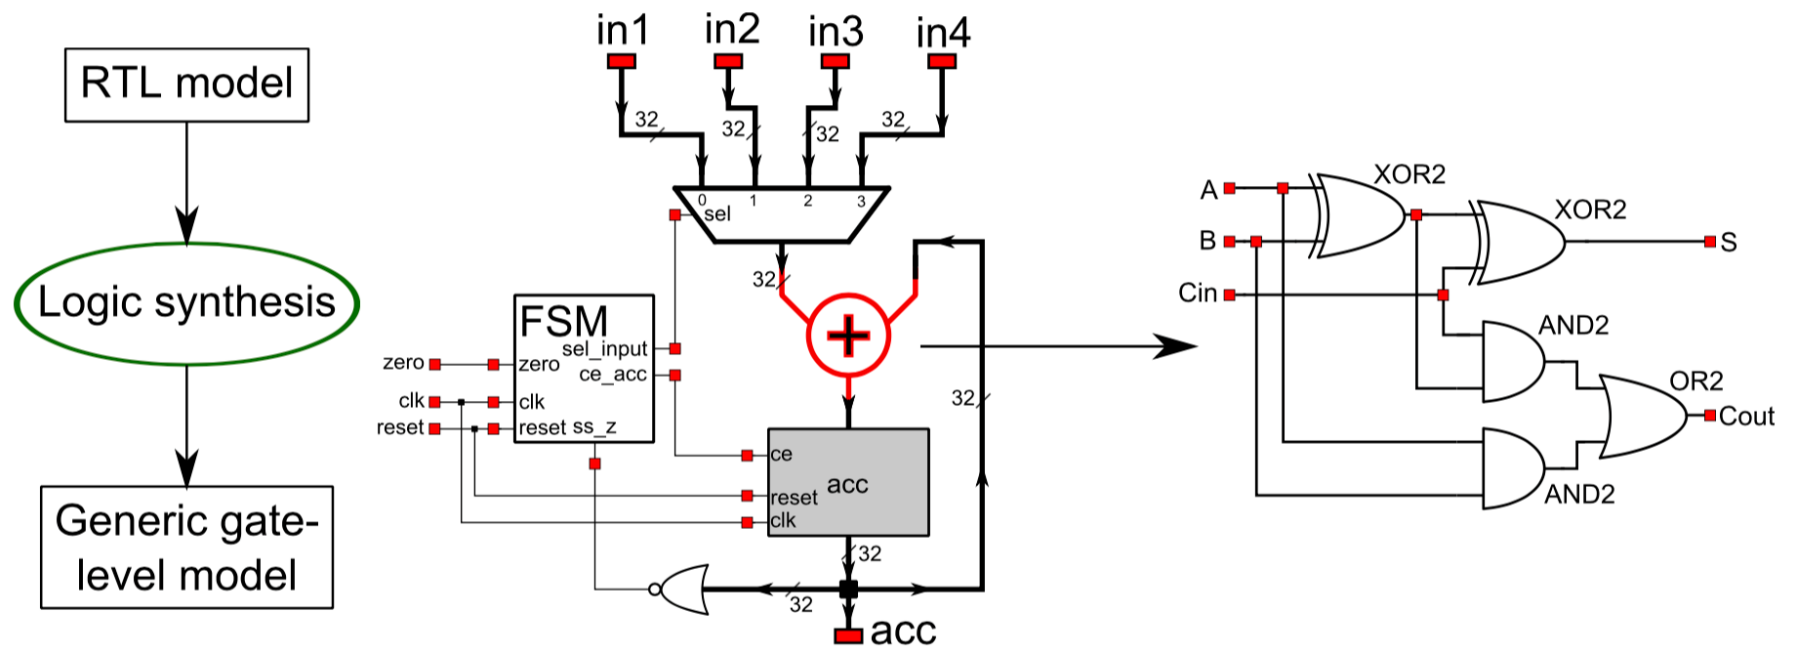 RTL model
Logic synthesis
Generic gate-
level model
in1 in2 in3 in4
32 32 32 32
0 1 2 3
sel
32
FSM
sel_input
ce_acc
zero zero
clk clk
reset reset ss_z
32
ce
acc
reset
clk
32
32
acc
A
B
Cin
XOR2
XOR2
S
AND2
OR2
Cout
AND2